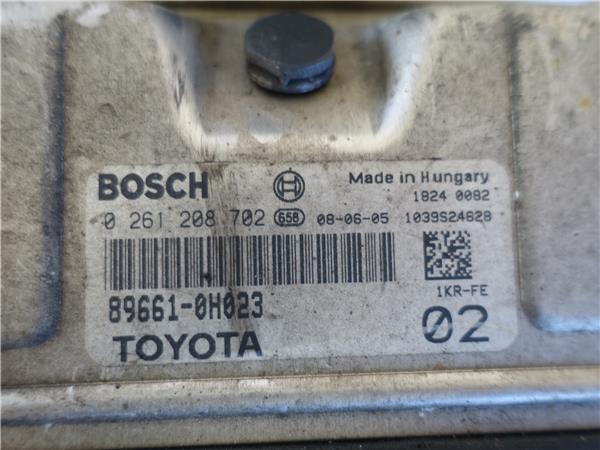 BOSCH
Made in Hungary
1824 0082
0 261 208 702 658 08-06-05 1039S24628
89661-0H023
1KR-FE
TOYOTA
02